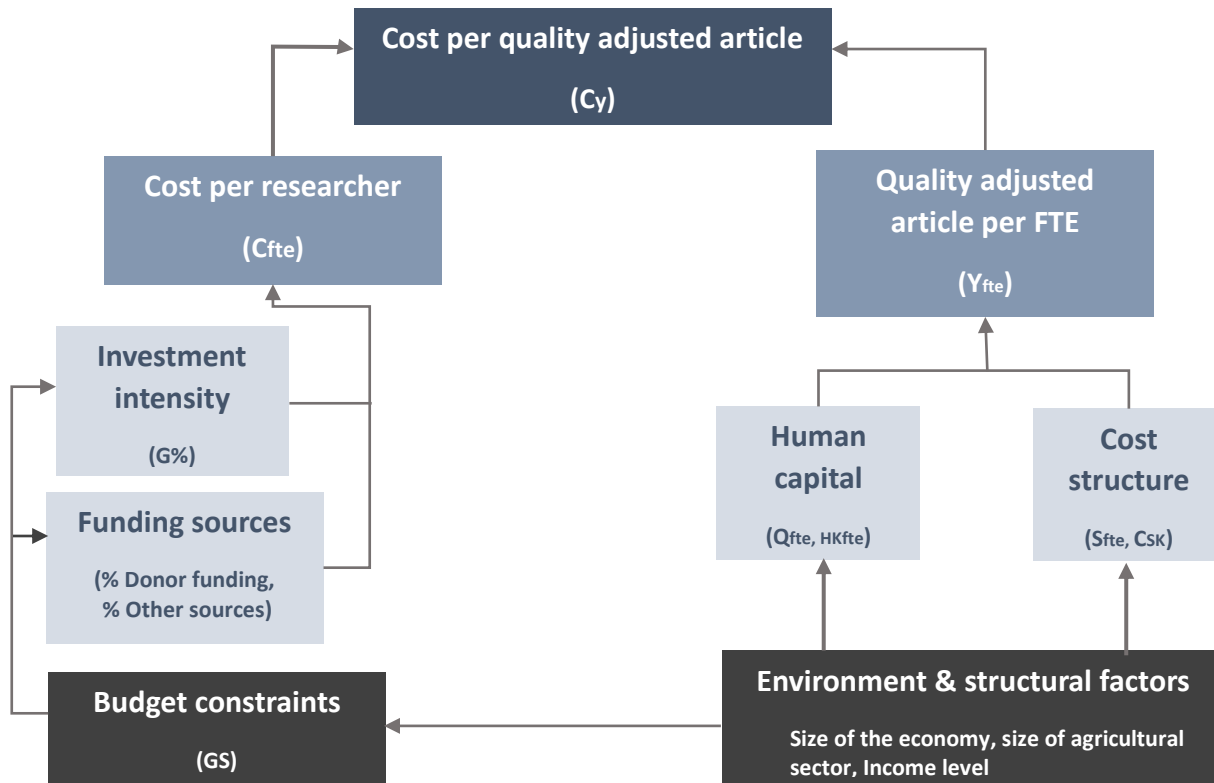 Cost per quality adjusted article
(Cy)
Cost per researcher
(Cfte)
Quality adjusted
article per FTE
(Yfte)
Investment
intensity
(G%)
Funding sources
(% Donor funding,
% Other sources)
Human
capital
(Qfte, HKfte)
Cost
structure
(Sfte, CSK)
Budget constraints
(GS)
Environment & structural factors
Size of the economy, size of agricultural
sector, Income level